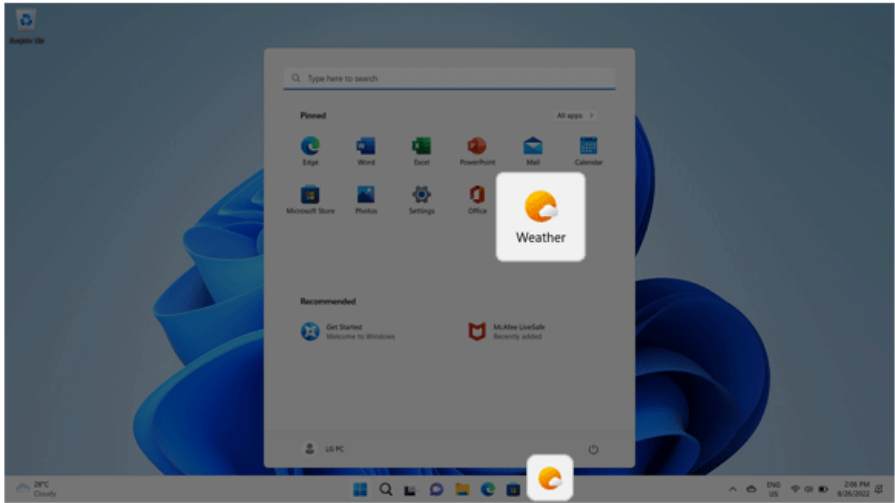 Recycle Bin
Type here to search
Pinned
All apps >
Edge
Word
Excel
PowerPoint
Mail
Calendar
Microsoft Store
Photos
Settings
Office
Weather
Recommended
Get Started
Welcome to Windows
McAfee LiveSafe
Recently added
LG PC
28°C
Cloudy
ENG
US
2:06 PM
8/26/2022